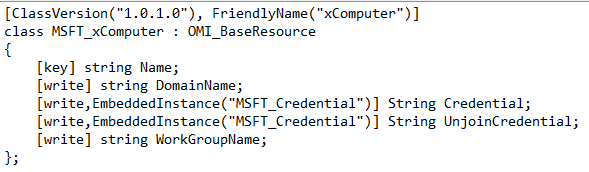 [ClassVersion("1.0.1.0"), FriendlyName("xComputer")]
class MSFT_xComputer : OMI_BaseResource
{
    [key] string Name;
    [write] string DomainName;
    [write,EmbeddedInstance("MSFT_Credential")] String Credential;
    [write,EmbeddedInstance("MSFT_Credential")] String UnjoinCredential;
    [write] string WorkGroupName;
};